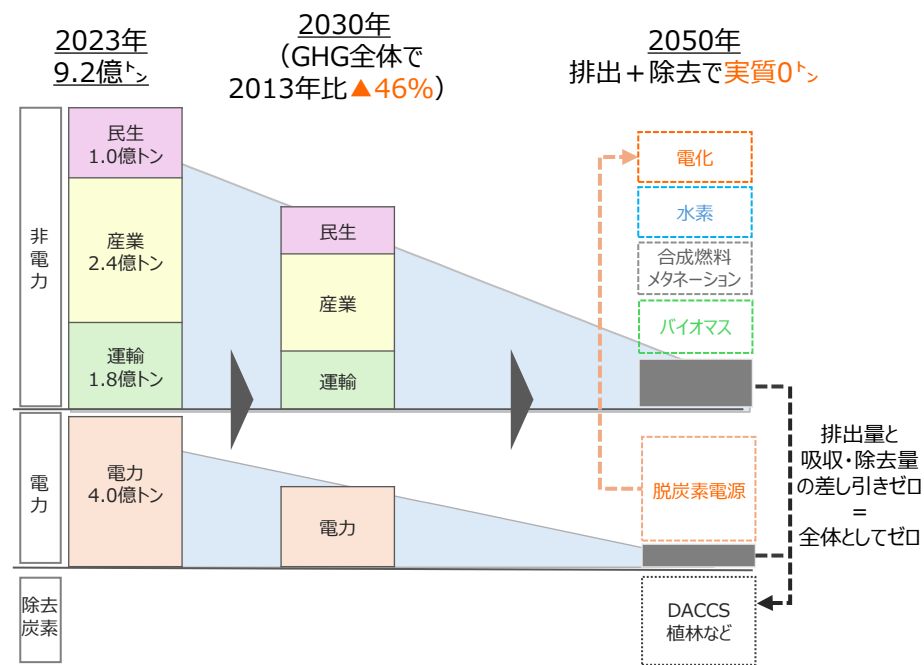 2023年
9.2億㌧
2030年
(GHG全体で
2013年比▲46%)
2050年
排出+除去で実質0㌧
非電力
民生
1.0億トン
産業
2.4億トン
運輸
1.8億トン
民生
産業
運輸
電化
水素
合成燃料
メタネーション
バイオマス
電力
電力
4.0億トン
電力
脱炭素電源
排出量と
吸収・除去量
の差し引きゼロ
=
全体としてゼロ
除去
炭素
DACCS
植林など